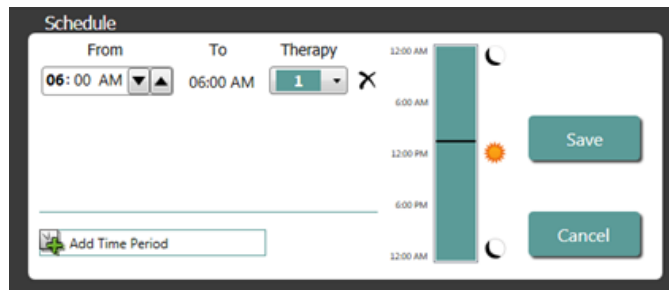 Schedule
From To Therapy
06:00 AM 06:00 AM 1
Add Time Period
12:00 AM
6:00 AM
12:00 PM
6:00 PM
12:00 AM
Save
Cancel